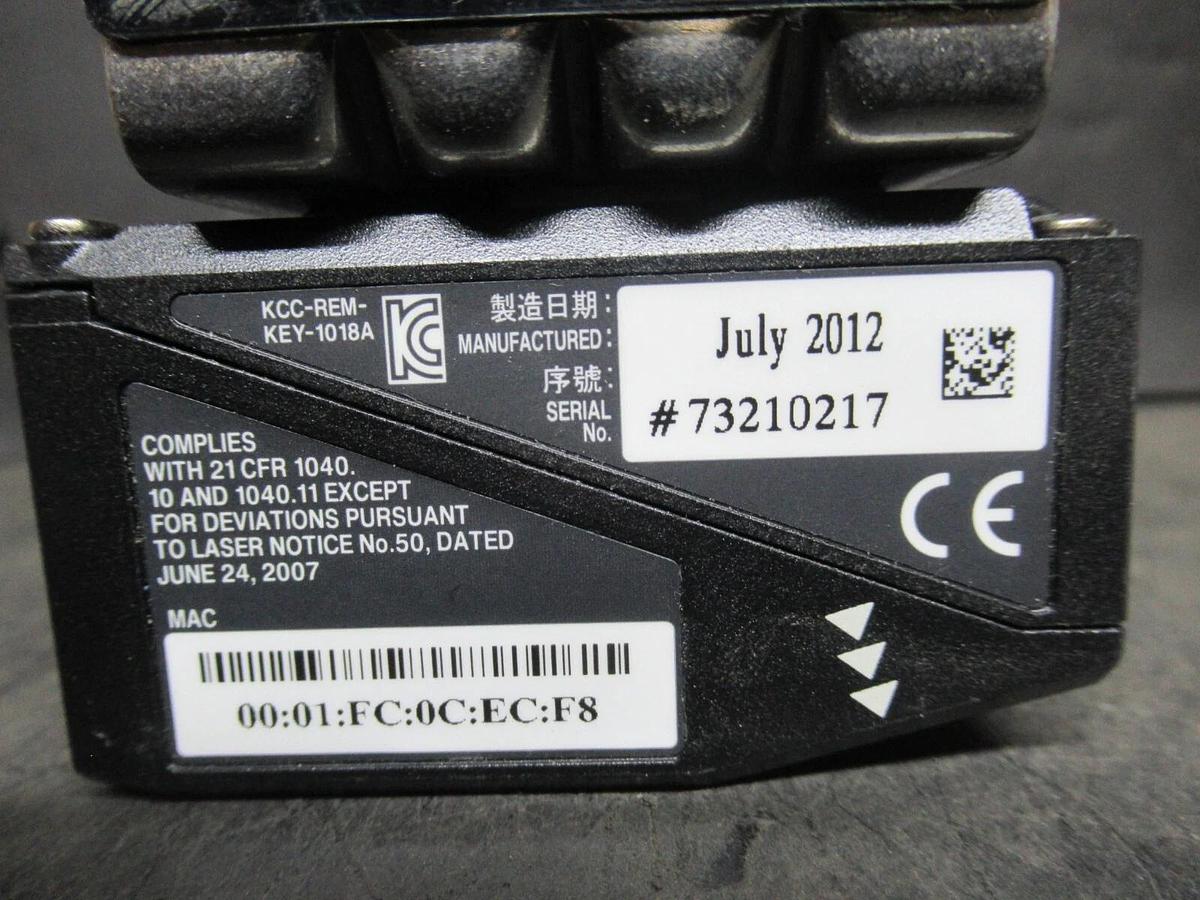 KCC-REM-
KEY-1018A
KC
製造日期:
MANUFACTURED:
July 2012
序號:
SERIAL
No.
#73210217
CE
COMPLIES
WITH 21 CFR 1040.
10 AND 1040.11 EXCEPT
FOR DEVIATIONS PURSUANT
TO LASER NOTICE No.50, DATED
JUNE 24, 2007
MAC
00:01:FC:0C:EC:F8